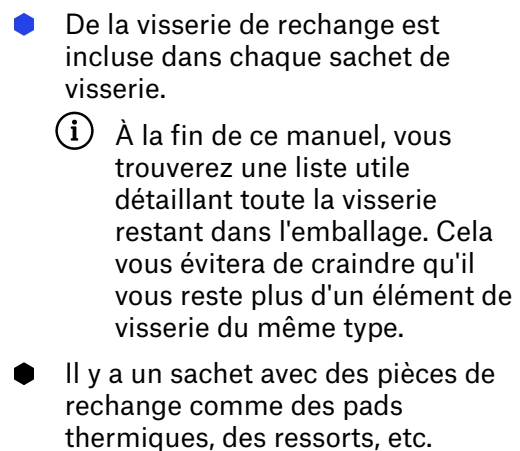 De la visserie de rechange est
incluse dans chaque sachet de
visserie.
À la fin de ce manuel, vous
trouverez une liste utile
détaillant toute la visserie
restant dans l'emballage. Cela
vous évitera de craindre qu'il
vous reste plus d'un élément de
visserie du même type.
Il y a un sachet avec des pièces de
rechange comme des pads
thermiques, des ressorts, etc.